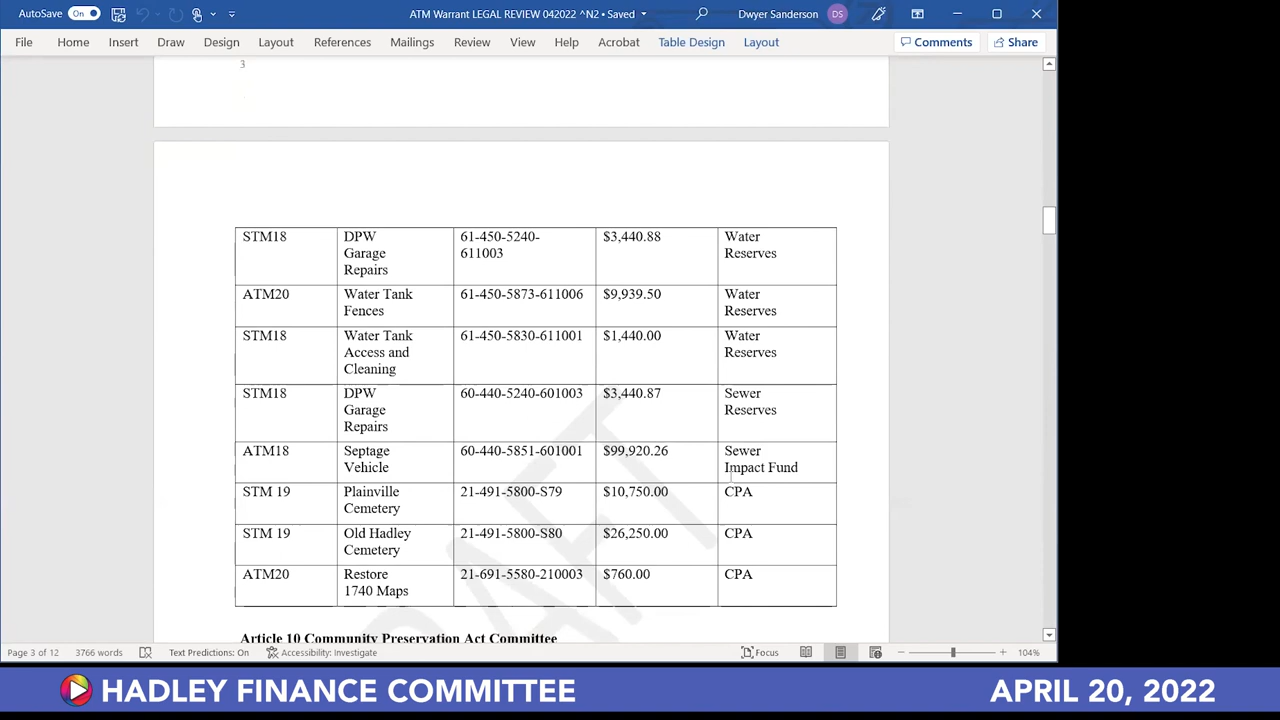 AutoSave On
ATM Warrant LEGAL REVIEW 042022 ^N2 • Saved
Dwyer Sanderson DS
File Home Insert Draw Design Layout References Mailings Review View Help Acrobat Table Design Layout Comments Share
3
STM18 DPW Garage Repairs 61-450-5240-611003 $3,440.88 Water Reserves
ATM20 Water Tank Fences 61-450-5873-611006 $9,939.50 Water Reserves
STM18 Water Tank Access and Cleaning 61-450-5830-611001 $1,440.00 Water Reserves
STM18 DPW Garage Repairs 60-440-5240-601003 $3,440.87 Sewer Reserves
ATM18 Septage Vehicle 60-440-5851-601001 $99,920.26 Sewer Impact Fund
STM 19 Plainville Cemetery 21-491-5800-S79 $10,750.00 CPA
STM 19 Old Hadley Cemetery 21-491-5800-S80 $26,250.00 CPA
ATM20 Restore 1740 Maps 21-691-5580-210003 $760.00 CPA
DRAFT
Article 10 Community Preservation Act Committee
Page 3 of 12 3766 words Text Predictions: On Accessibility: Investigate Focus 104%
HADLEY FINANCE COMMITTEE APRIL 20, 2022